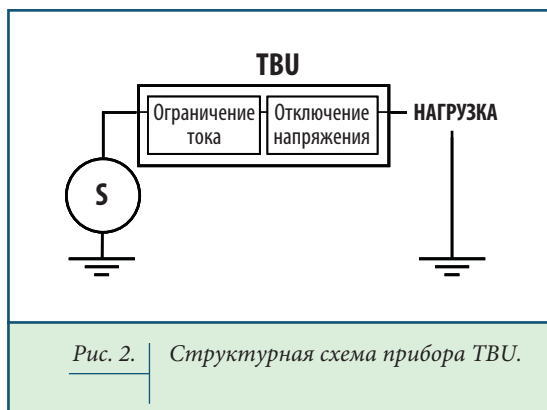 TBU
Ограничение
тока
Отключение
напряжения
НАГРУЗКА
S
Рис. 2. Структурная схема прибора TBU.